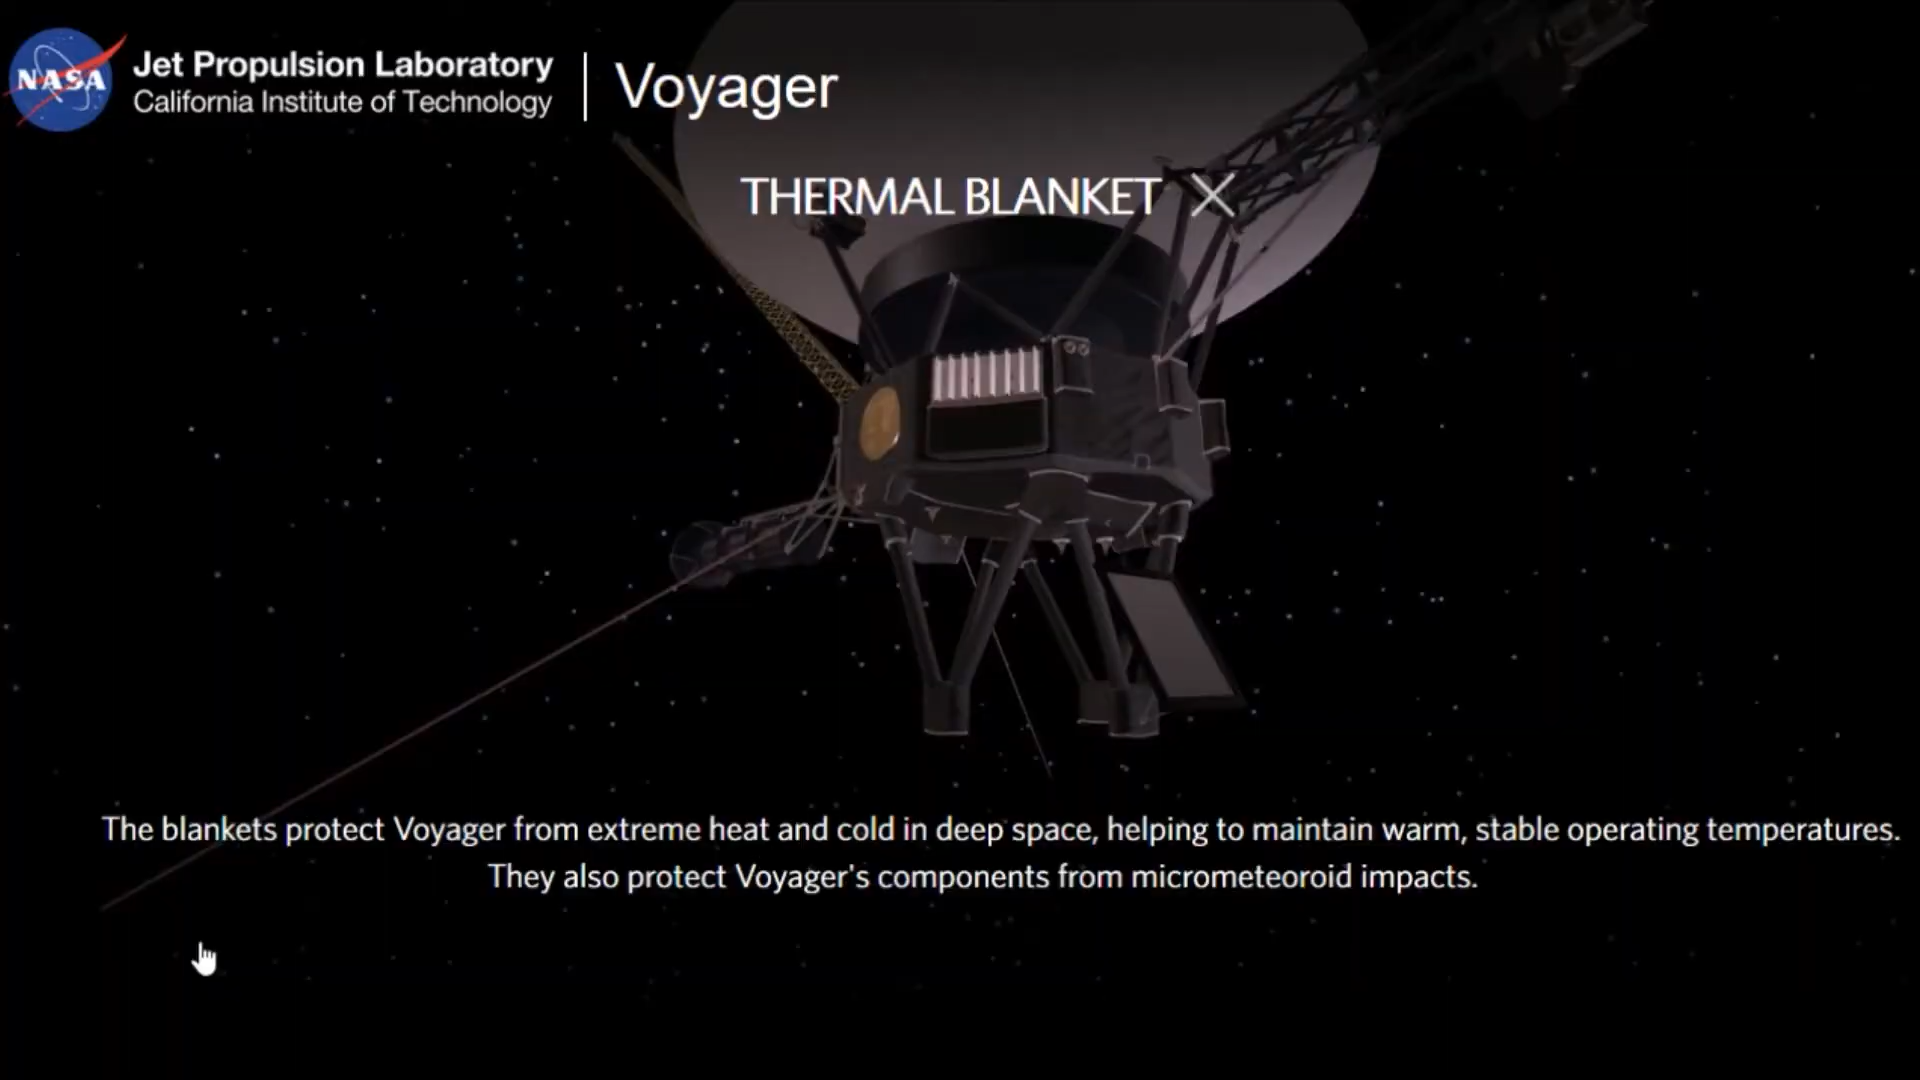 NASA
Jet Propulsion Laboratory
California Institute of Technology
Voyager
THERMAL BLANKET
The blankets protect Voyager from extreme heat and cold in deep space, helping to maintain warm, stable operating temperatures.
They also protect Voyager's components from micrometeoroid impacts.